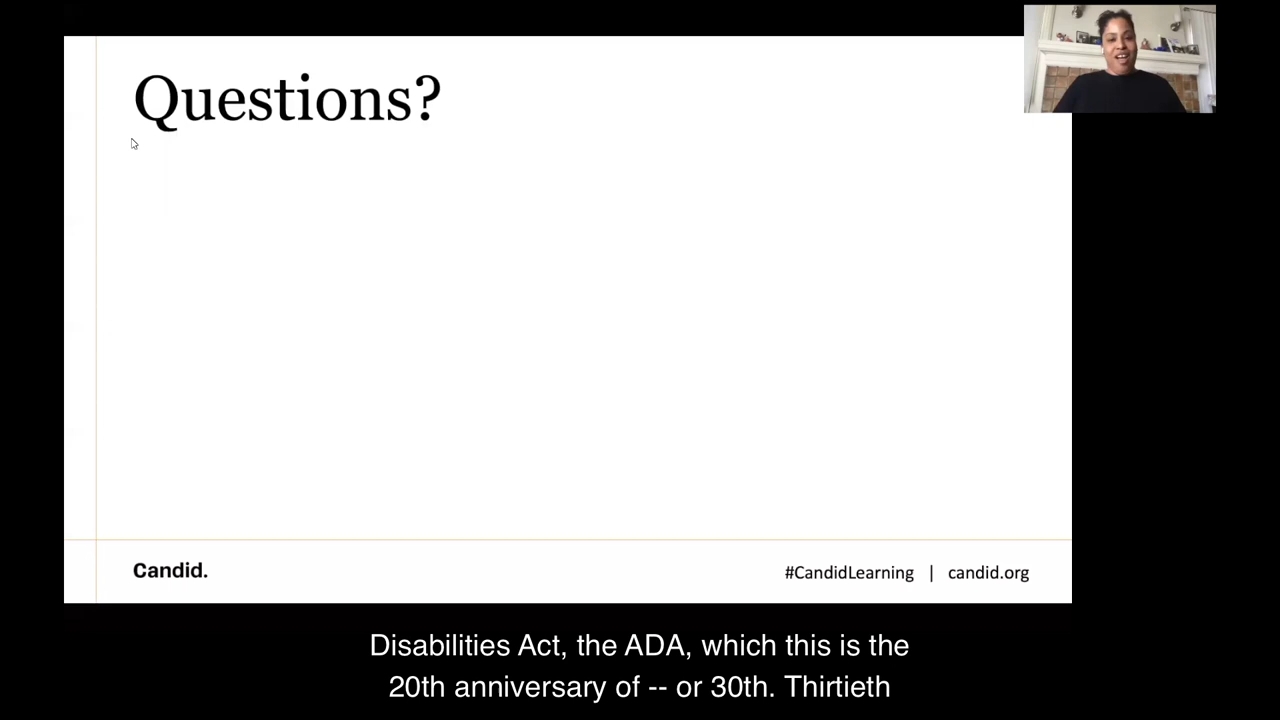 Questions?
Candid.
#CandidLearning | candid.org
Disabilities Act, the ADA, which this is the
20th anniversary of -- or 30th. Thirtieth